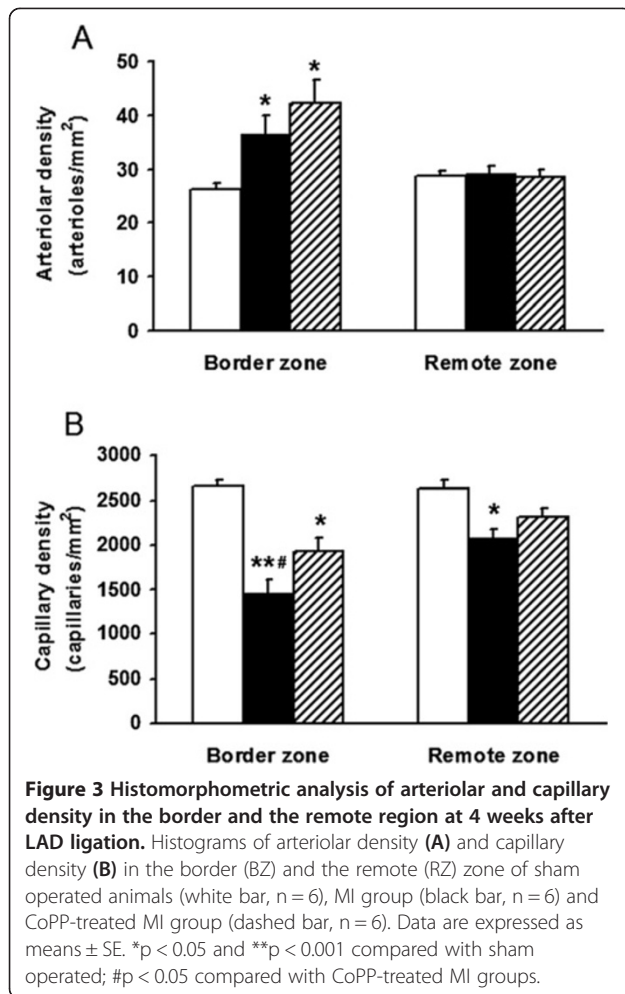 A
Arteriolar density
(arterioles/mm²)
50
40
30
20
10
0
*
*
Border zone
Remote zone
B
Capillary density
(capillaries/mm²)
3000
2500
2000
1500
1000
500
0
**#
*
*
Border zone
Remote zone
Figure 3 Histomorphometric analysis of arteriolar and capillary
density in the border and the remote region at 4 weeks after
LAD ligation. Histograms of arteriolar density (A) and capillary
density (B) in the border (BZ) and the remote (RZ) zone of sham
operated animals (white bar, n = 6), MI group (black bar, n = 6) and
CoPP-treated MI group (dashed bar, n = 6). Data are expressed as
means ± SE. *p < 0.05 and **p < 0.001 compared with sham
operated; #p < 0.05 compared with CoPP-treated MI groups.